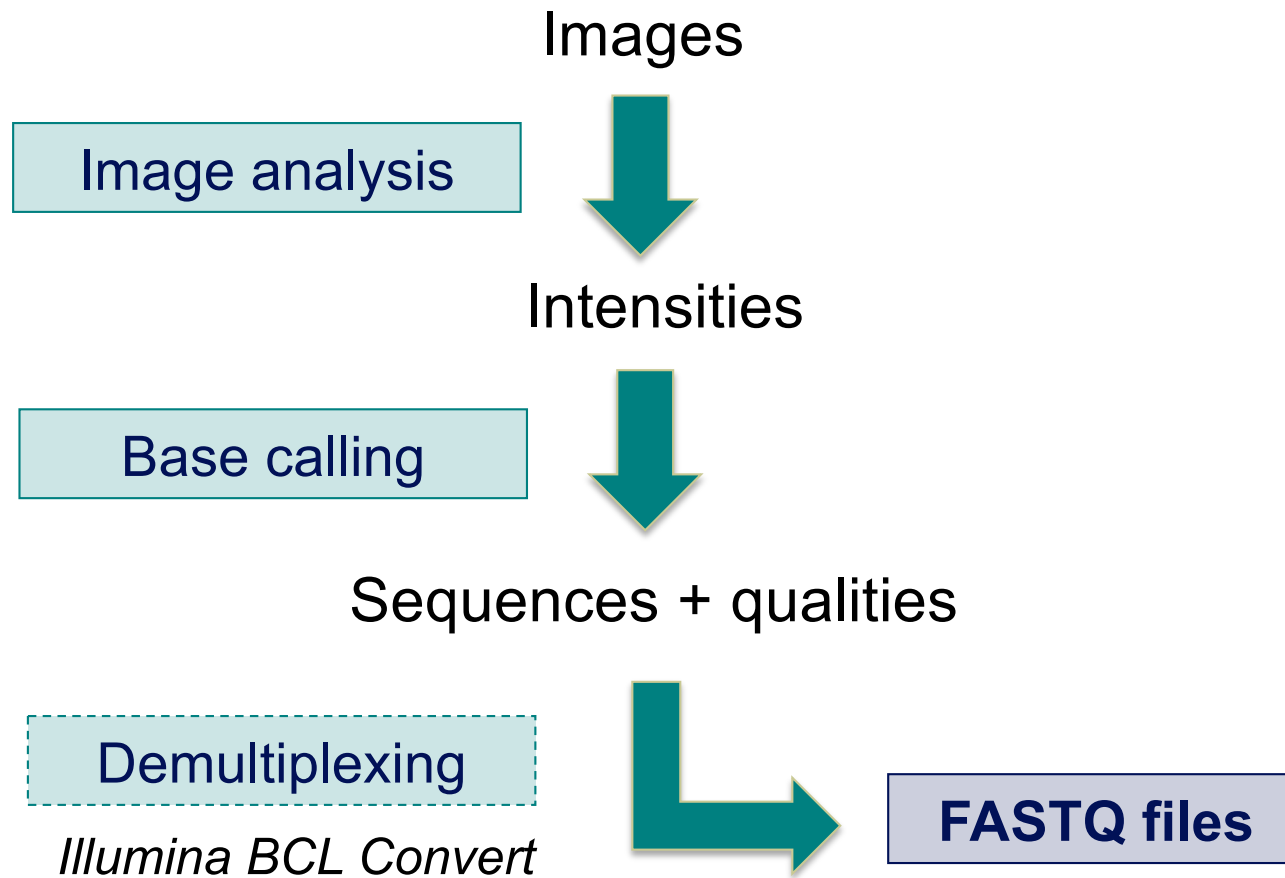 Images
Image analysis
Intensities
Base calling
Sequences + qualities
Demultiplexing
Illumina BCL Convert
FASTQ files